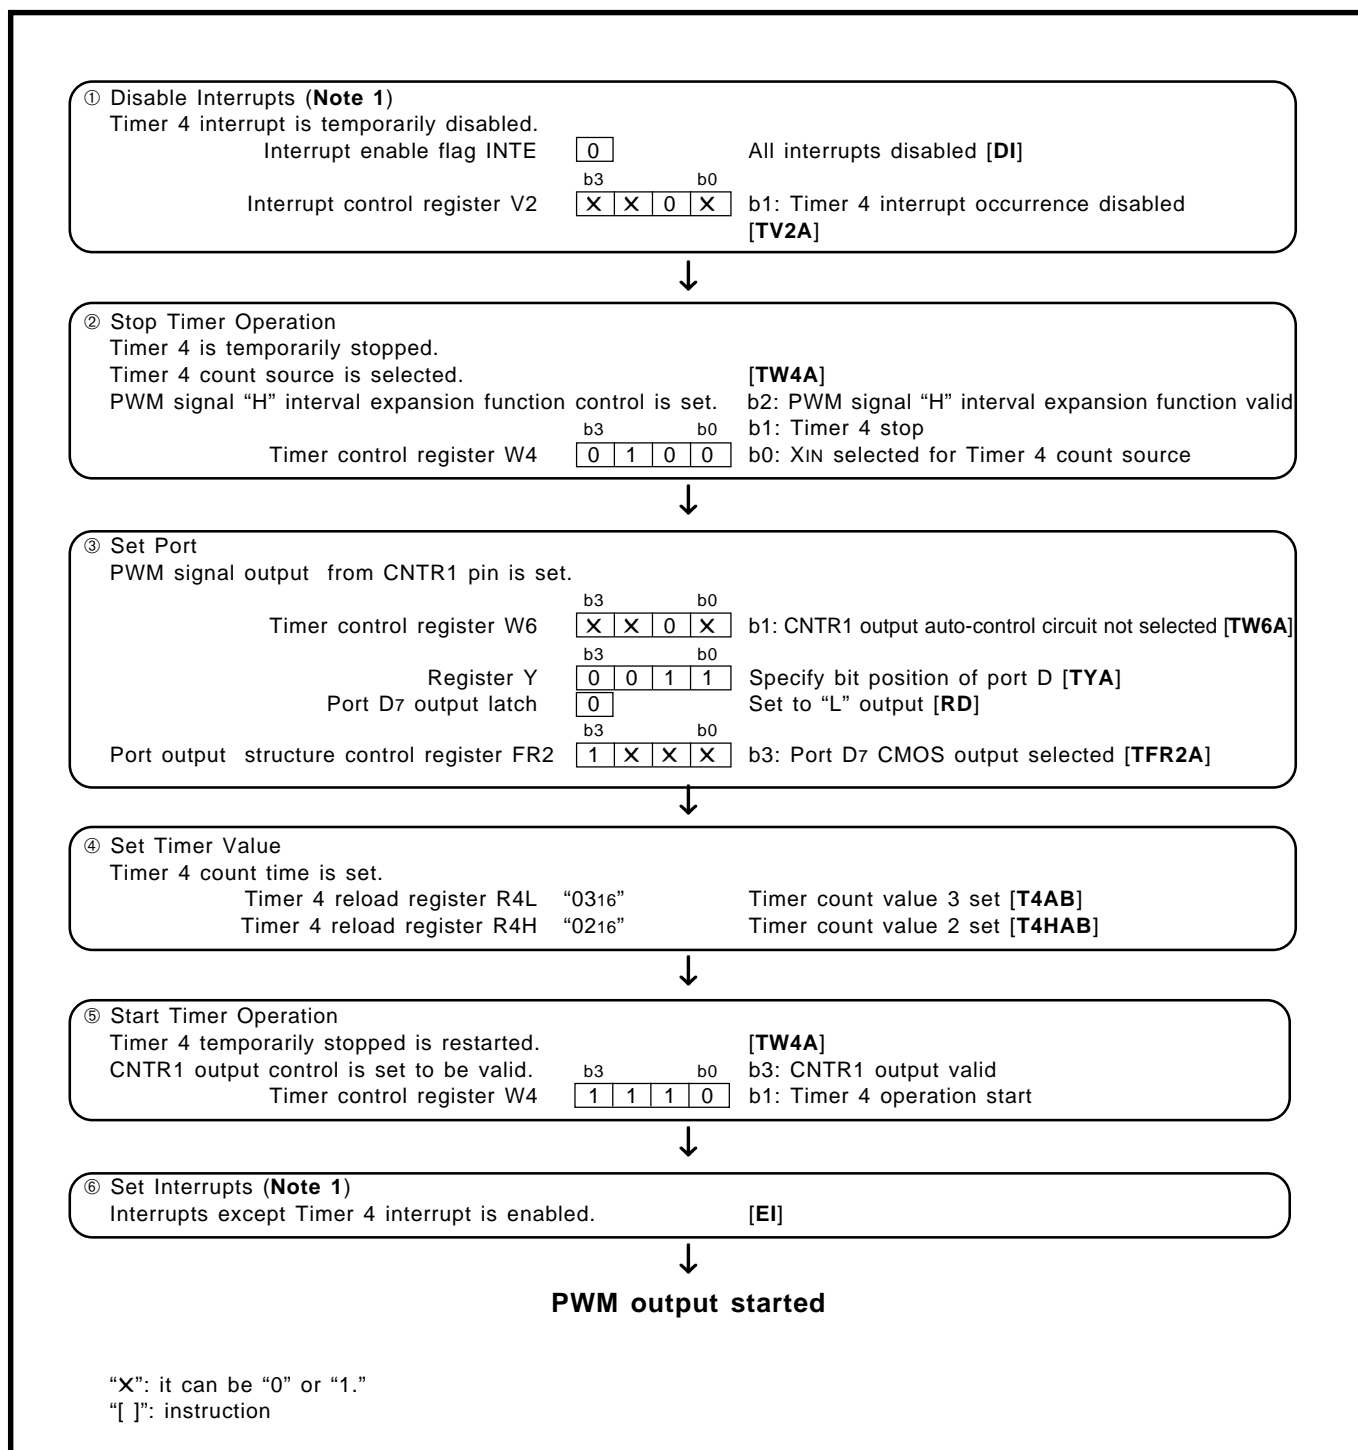 ① Disable Interrupts (Note 1)
Timer 4 interrupt is temporarily disabled.
Interrupt enable flag INTE 0 All interrupts disabled [DI]
b3 b0
Interrupt control register V2 X X 0 X b1: Timer 4 interrupt occurrence disabled
[TV2A]
↓
② Stop Timer Operation
Timer 4 is temporarily stopped.
Timer 4 count source is selected. [TW4A]
PWM signal “H” interval expansion function control is set. b2: PWM signal “H” interval expansion function valid
b3 b0 b1: Timer 4 stop
Timer control register W4 0 1 0 0 b0: XIN selected for Timer 4 count source
↓
③ Set Port
PWM signal output from CNTR1 pin is set.
b3 b0
Timer control register W6 X X 0 X b1: CNTR1 output auto-control circuit not selected [TW6A]
b3 b0
Register Y 0 0 1 1 Specify bit position of port D [TYA]
Port D7 output latch 0 Set to “L” output [RD]
b3 b0
Port output structure control register FR2 1 X X X b3: Port D7 CMOS output selected [TFR2A]
↓
④ Set Timer Value
Timer 4 count time is set.
Timer 4 reload register R4L “0316” Timer count value 3 set [T4AB]
Timer 4 reload register R4H “0216” Timer count value 2 set [T4HAB]
↓
⑤ Start Timer Operation
Timer 4 temporarily stopped is restarted. [TW4A]
CNTR1 output control is set to be valid. b3 b0 b3: CNTR1 output valid
Timer control register W4 1 1 1 0 b1: Timer 4 operation start
↓
⑥ Set Interrupts (Note 1)
Interrupts except Timer 4 interrupt is enabled. [EI]
↓
PWM output started
“X”: it can be “0” or “1.”
“[ ]”: instruction